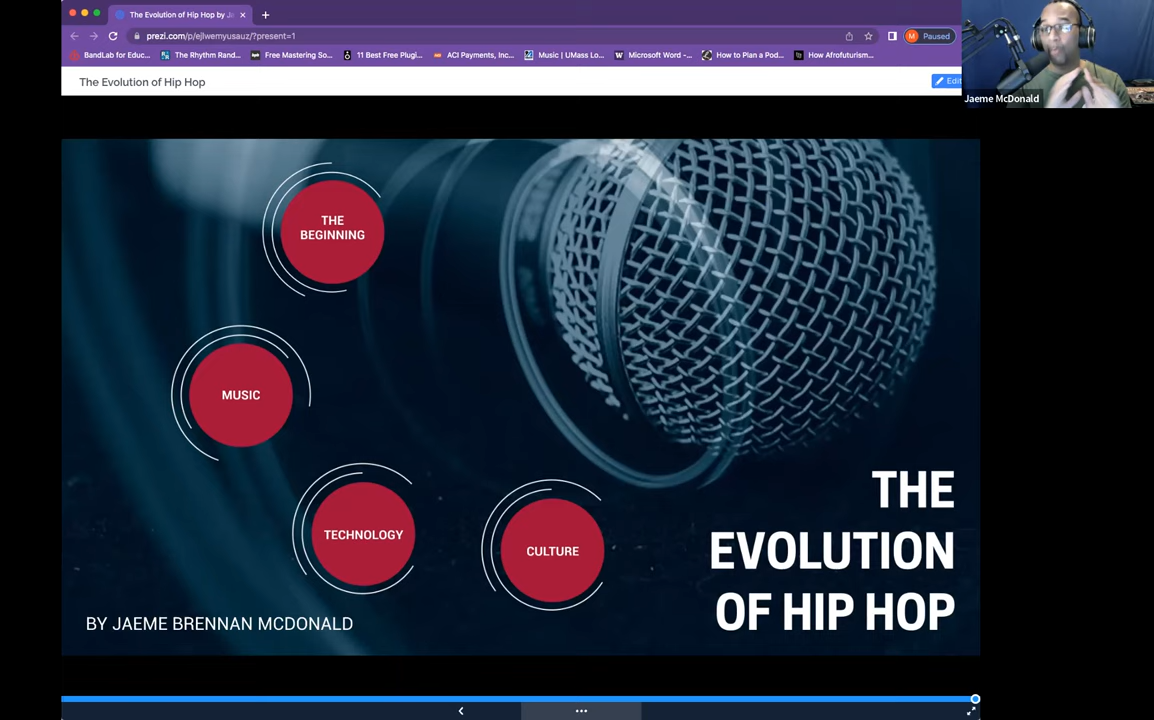 The Evolution of Hip Hop by Ja
prezi.com/p/ejlwemyusauz/?present=1
M Paused
BandLab for Educ... The Rhythm Rand... Free Mastering So... 11 Best Free Plugi... ACI Payments, Inc... Music | UMass Lo... Microsoft Word -... How to Plan a Pod... How Afrofuturism...
The Evolution of Hip Hop
Edit
Jaeme McDonald
THE
BEGINNING
MUSIC
TECHNOLOGY
CULTURE
THE
EVOLUTION
OF HIP HOP
BY JAEME BRENNAN MCDONALD